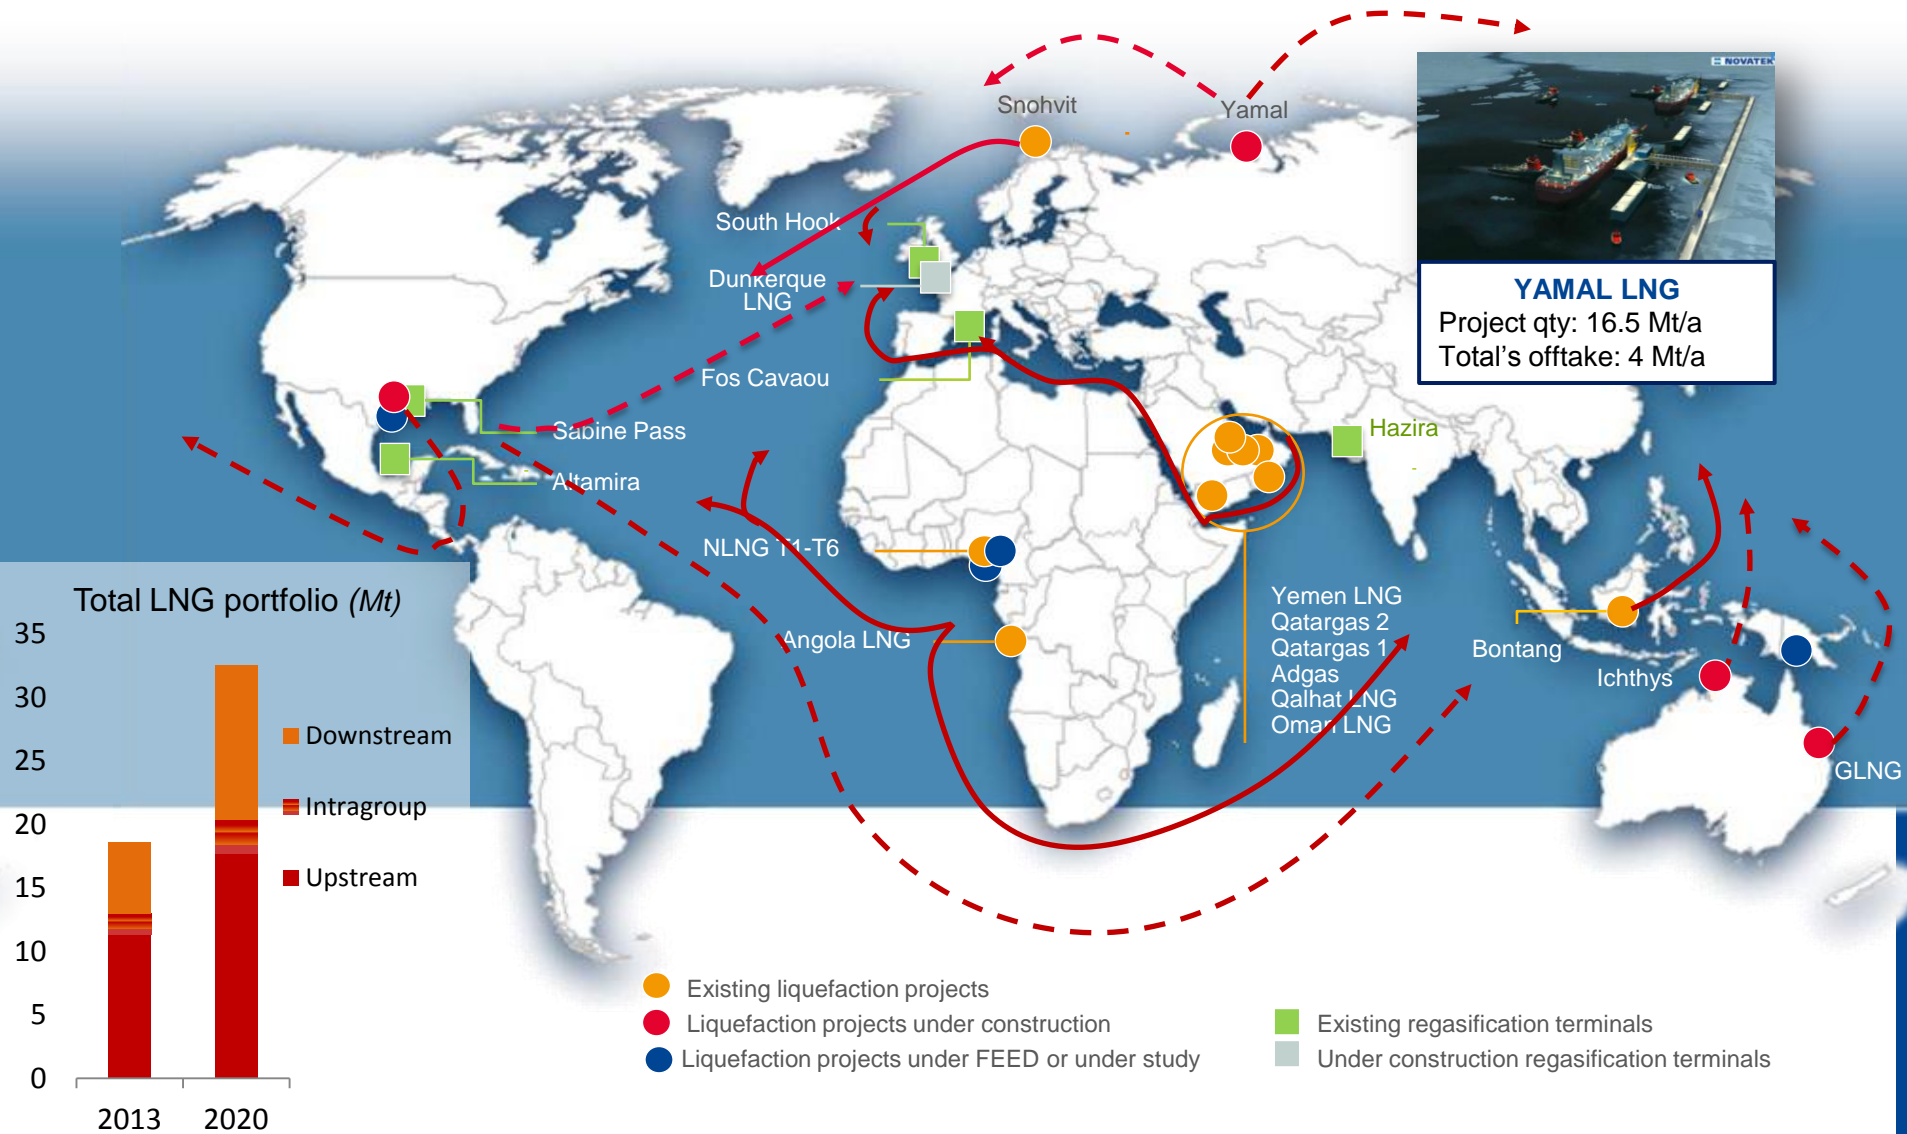 NOVATEK
Snohvit
Yamal
South Hook
Dunkerque
LNG
YAMAL LNG
Project qty: 16.5 Mt/a
Total's offtake: 4 Mt/a
Fos Cavaou
Sabine Pass
Hazira
Altamira
NLNG T1-T6
Angola LNG
Yemen LNG
Qatargas 2
Qatargas 1
Adgas
Qalhat LNG
Oman LNG
Bontang
Ichthys
GLNG
Total LNG portfolio (Mt)
35
30
25
20
15
10
5
0
Downstream
Intragroup
Upstream
2013
2020
Existing liquefaction projects
Liquefaction projects under construction
Liquefaction projects under FEED or under study
Existing regasification terminals
Under construction regasification terminals